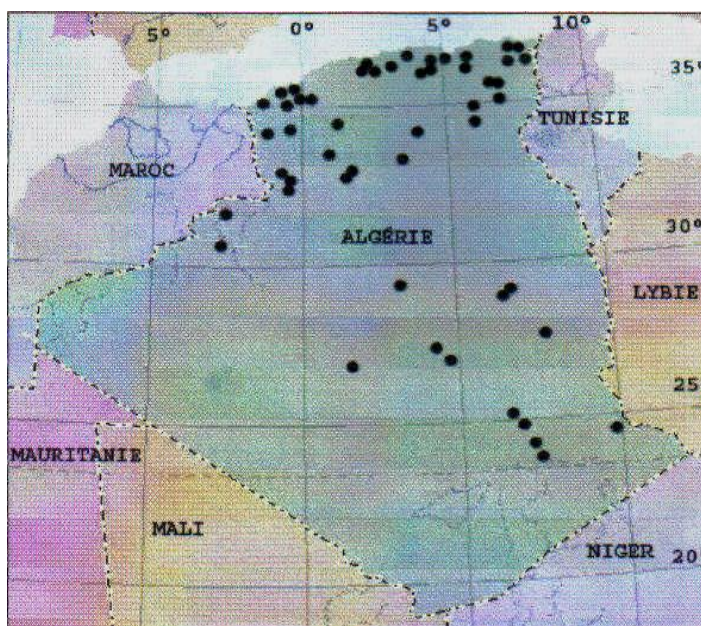 5°
0°
5°
10°
35°
TUNISIE
MAROC
30°
ALGÉRIE
LYBIE
25°
MAURITANIE
MALI
NIGER
20°